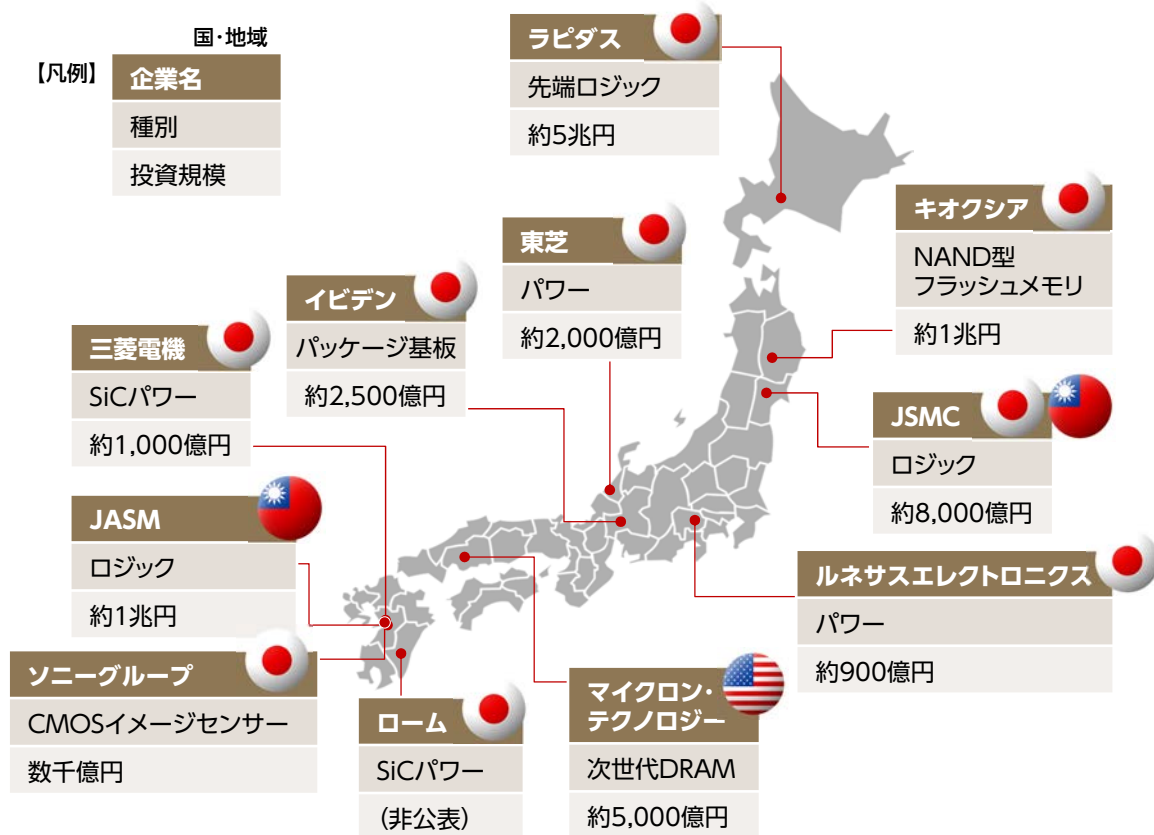 国・地域
【凡例】
企業名
種別
投資規模
ラピダス
先端ロジック
約5兆円
キオクシア
NAND型
フラッシュメモリ
約1兆円
東芝
パワー
約2,000億円
イビデン
パッケージ基板
約2,500億円
三菱電機
SiCパワー
約1,000億円
JSMC
ロジック
約8,000億円
JASM
ロジック
約1兆円
ルネサスエレクトロニクス
パワー
約900億円
ソニーグループ
CMOSイメージセンサー
数千億円
ローム
SiCパワー
(非公表)
マイクロン・
テクノロジー
次世代DRAM
約5,000億円